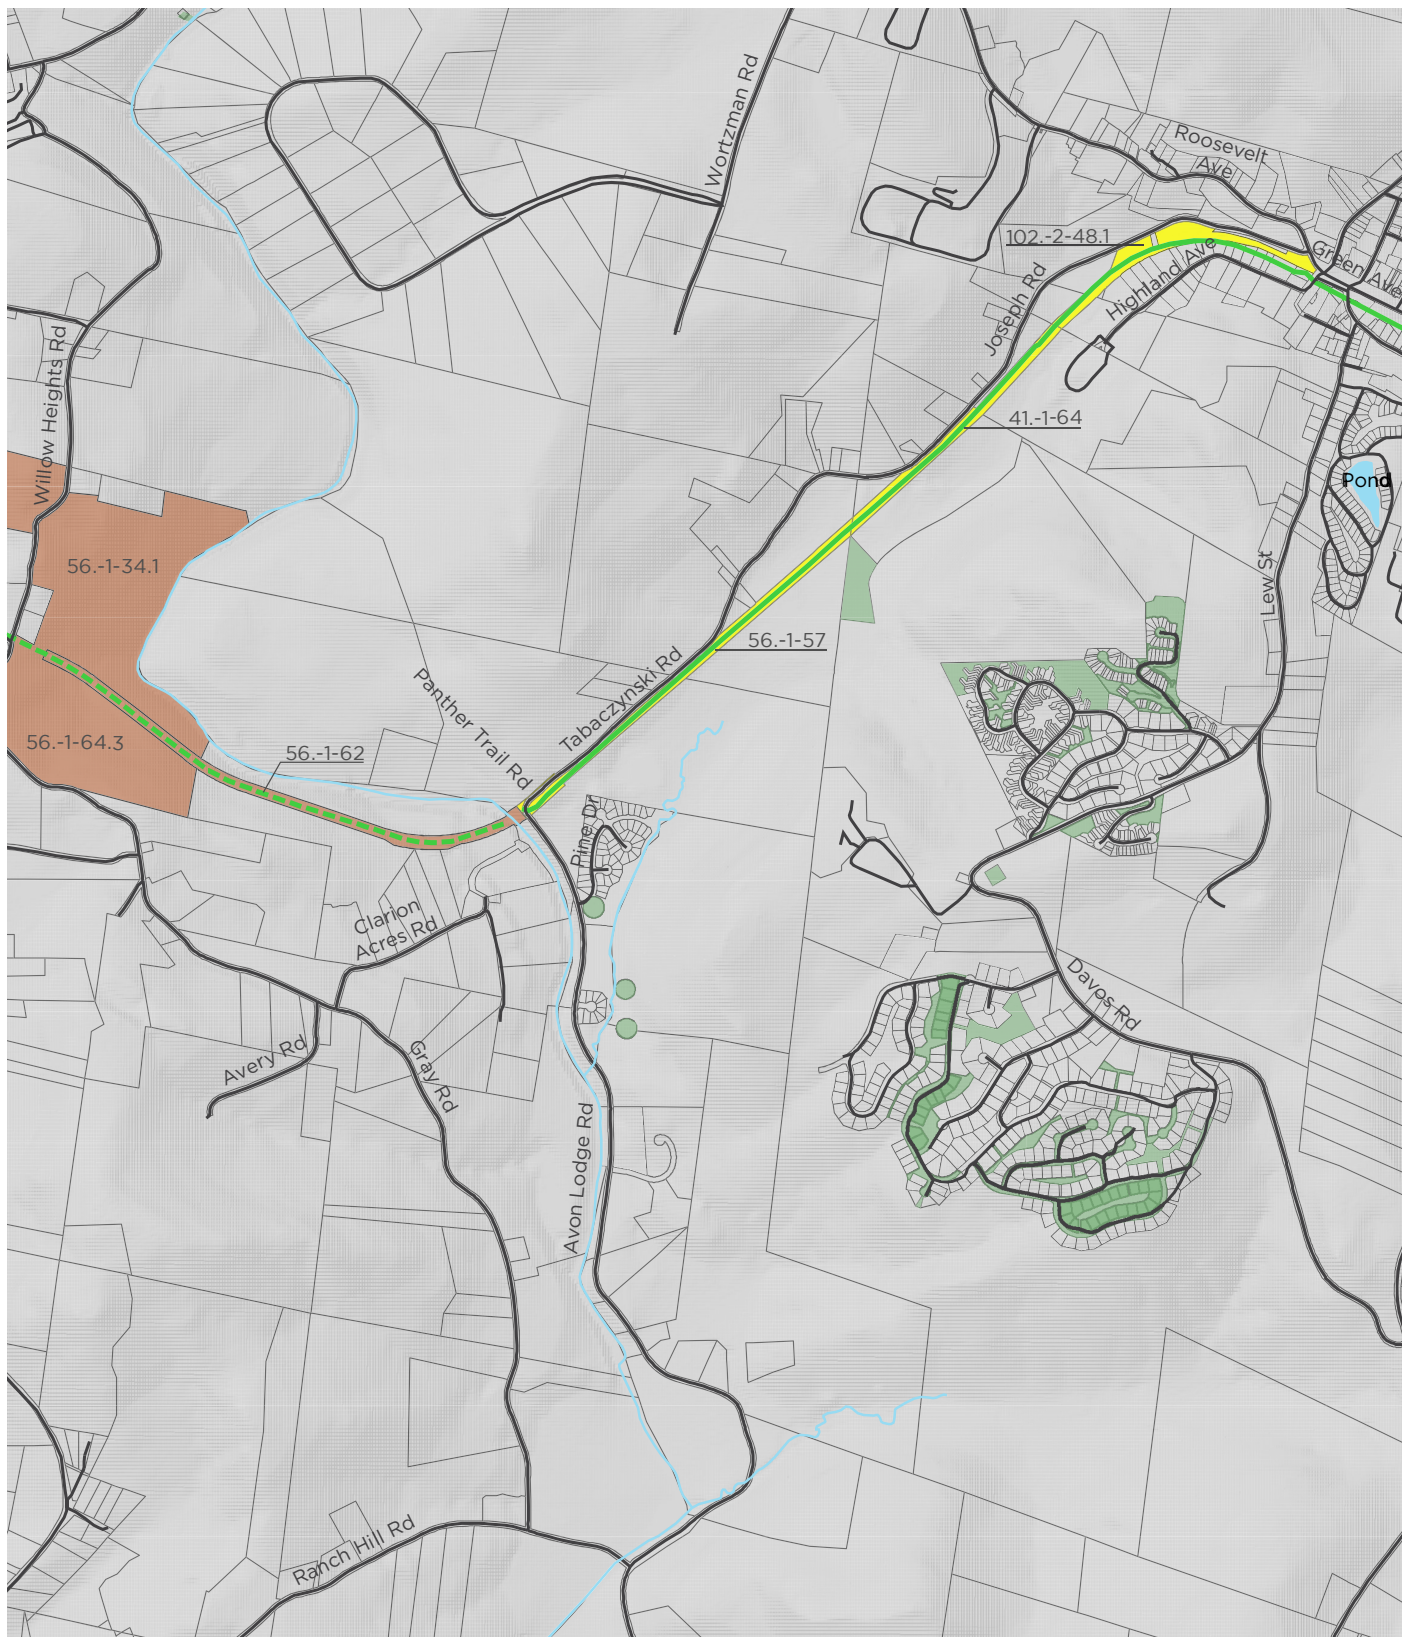 Wortzman Rd
Roosevelt
Ave
102.-2-48.1
Green Ave
Highland Ave
Joseph Rd
Willow Heights Rd
41.-1-64
Pond
56.-1-34.1
Lew St
56.-1-57
Panther Trail Rd
Tabaczynski Rd
56.-1-64.3
56.-1-62
Pine Dr
Clarion
Acres Rd
Davos Rd
Avery Rd
Gray Rd
Avon Lodge Rd
Ranch Hill Rd